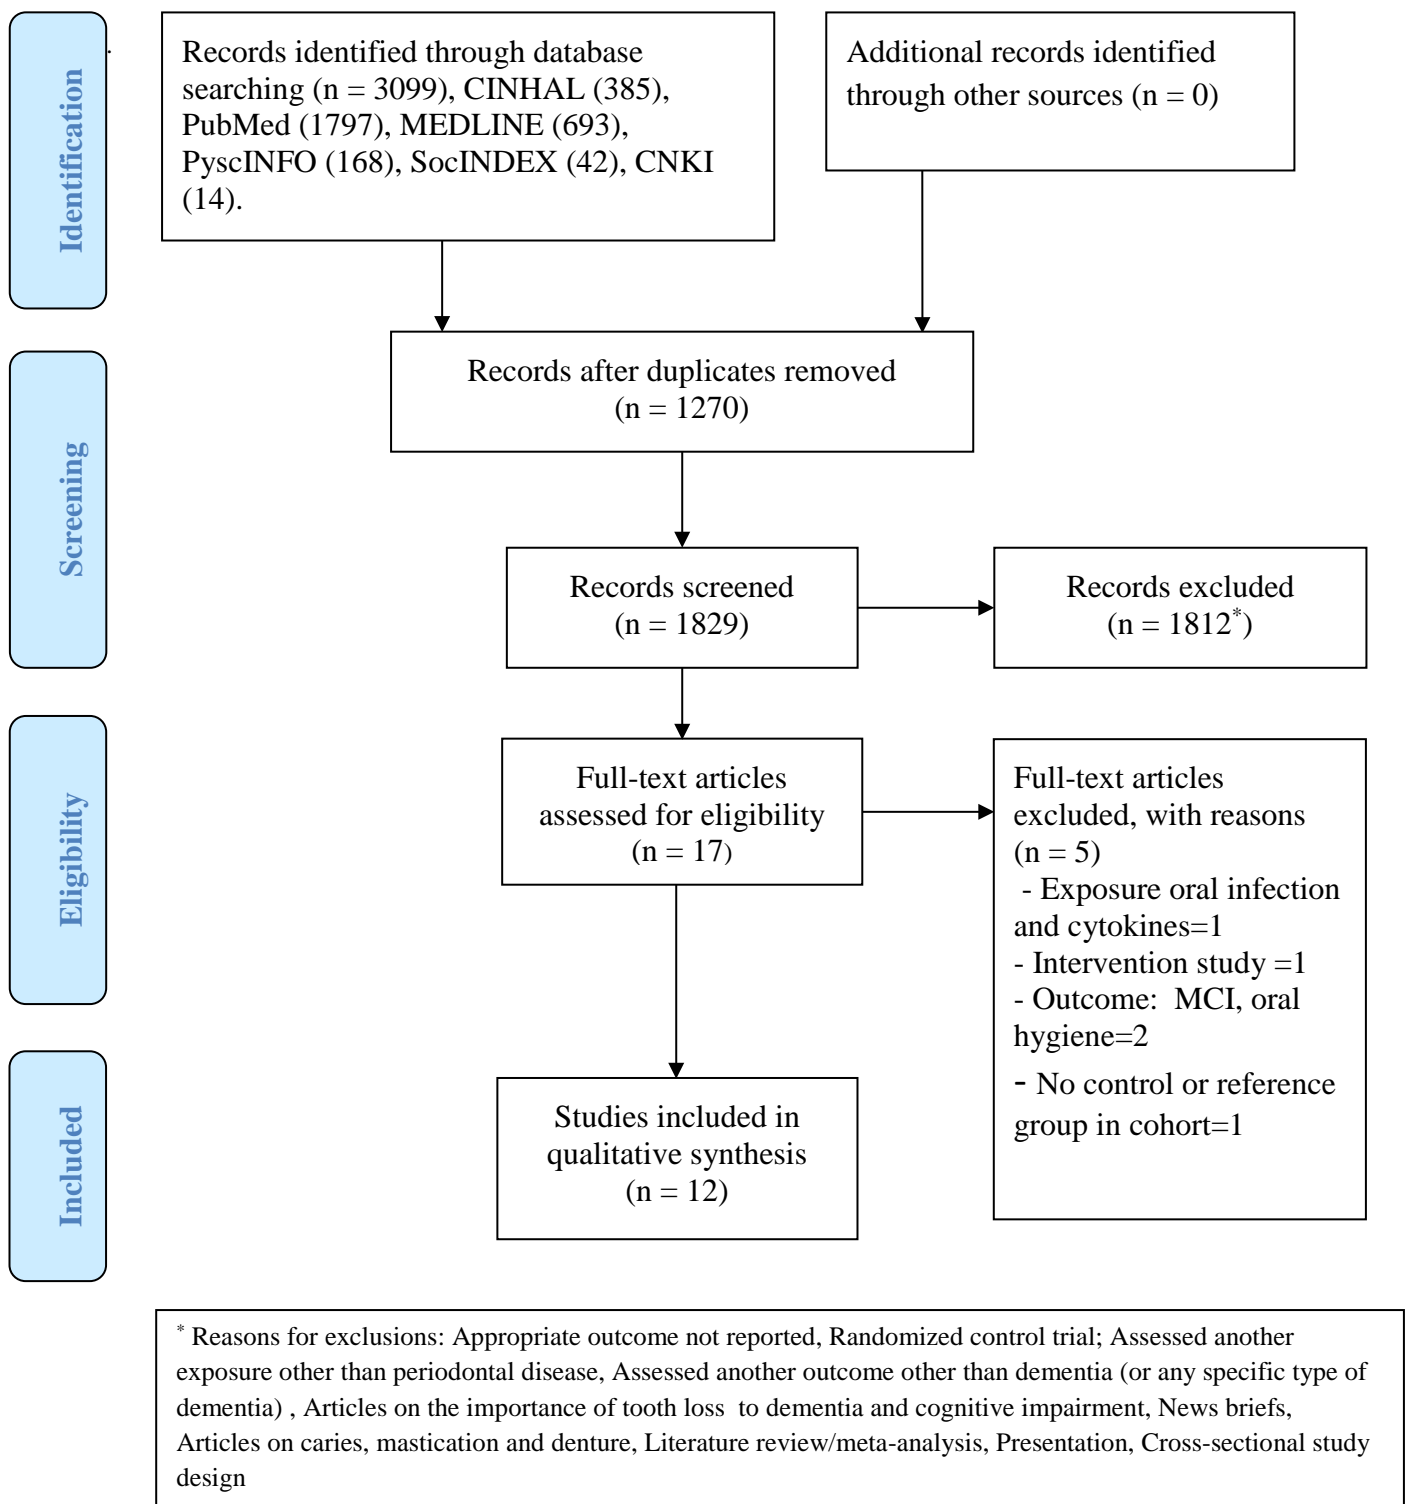 Identification
.
Records identified through database
searching (n = 3099), CINHAL (385),
PubMed (1797), MEDLINE (693),
PyscINFO (168), SocINDEX (42), CNKI
(14).
Additional records identified
through other sources (n = 0)
Screening
Records after duplicates removed
(n = 1270)
Records screened
(n = 1829)
Records excluded
(n = 1812*)
Eligibility
Full-text articles
assessed for eligibility
(n = 17)
Full-text articles
excluded, with reasons
(n = 5)
- Exposure oral infection
and cytokines=1
- Intervention study =1
- Outcome: MCI, oral
hygiene=2
- No control or reference
group in cohort=1
Included
Studies included in
qualitative synthesis
(n = 12)
* Reasons for exclusions: Appropriate outcome not reported, Randomized control trial; Assessed another
exposure other than periodontal disease, Assessed another outcome other than dementia (or any specific type of
dementia) , Articles on the importance of tooth loss to dementia and cognitive impairment, News briefs,
Articles on caries, mastication and denture, Literature review/meta-analysis, Presentation, Cross-sectional study
design